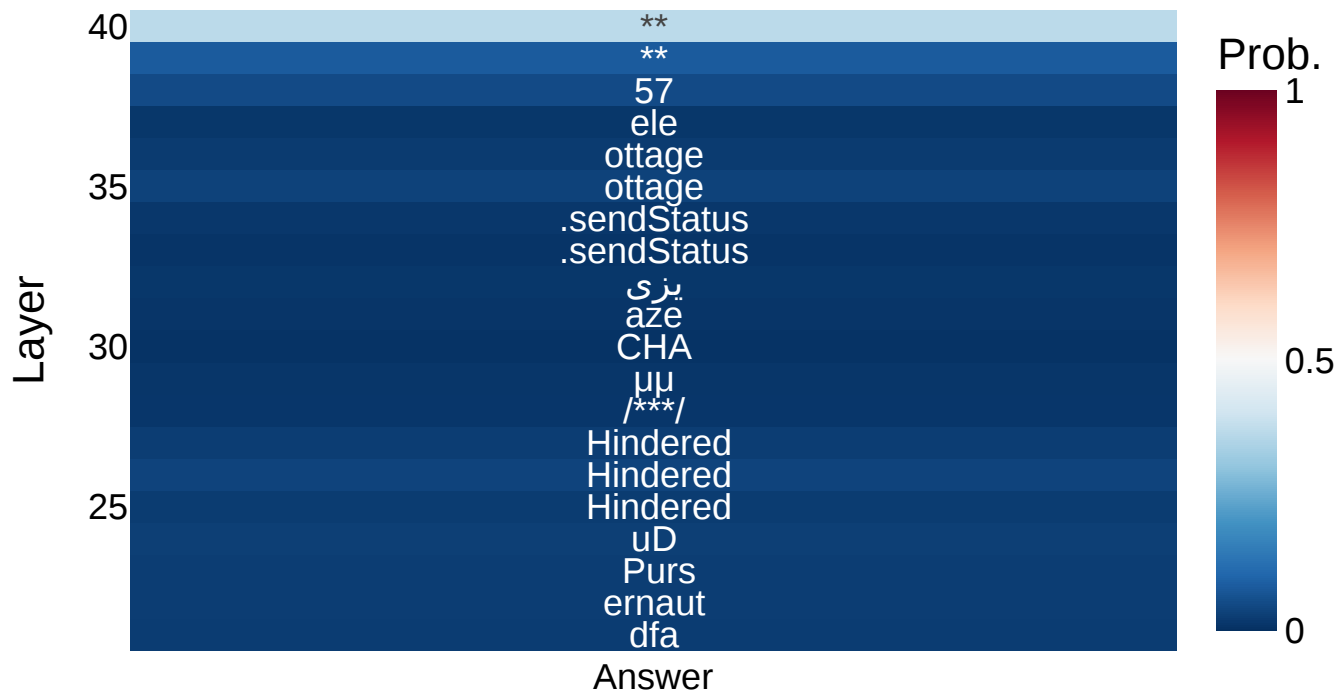 40
**
Prob.
**
1
57
ele
ottage
35
ottage
.sendStatus
.sendStatus
یزی
aze
Layer
30
CHA
0.5
μμ
/***/
Hindered
Hindered
25
Hindered
uD
Purs
ernaut
dfa
0
Answer